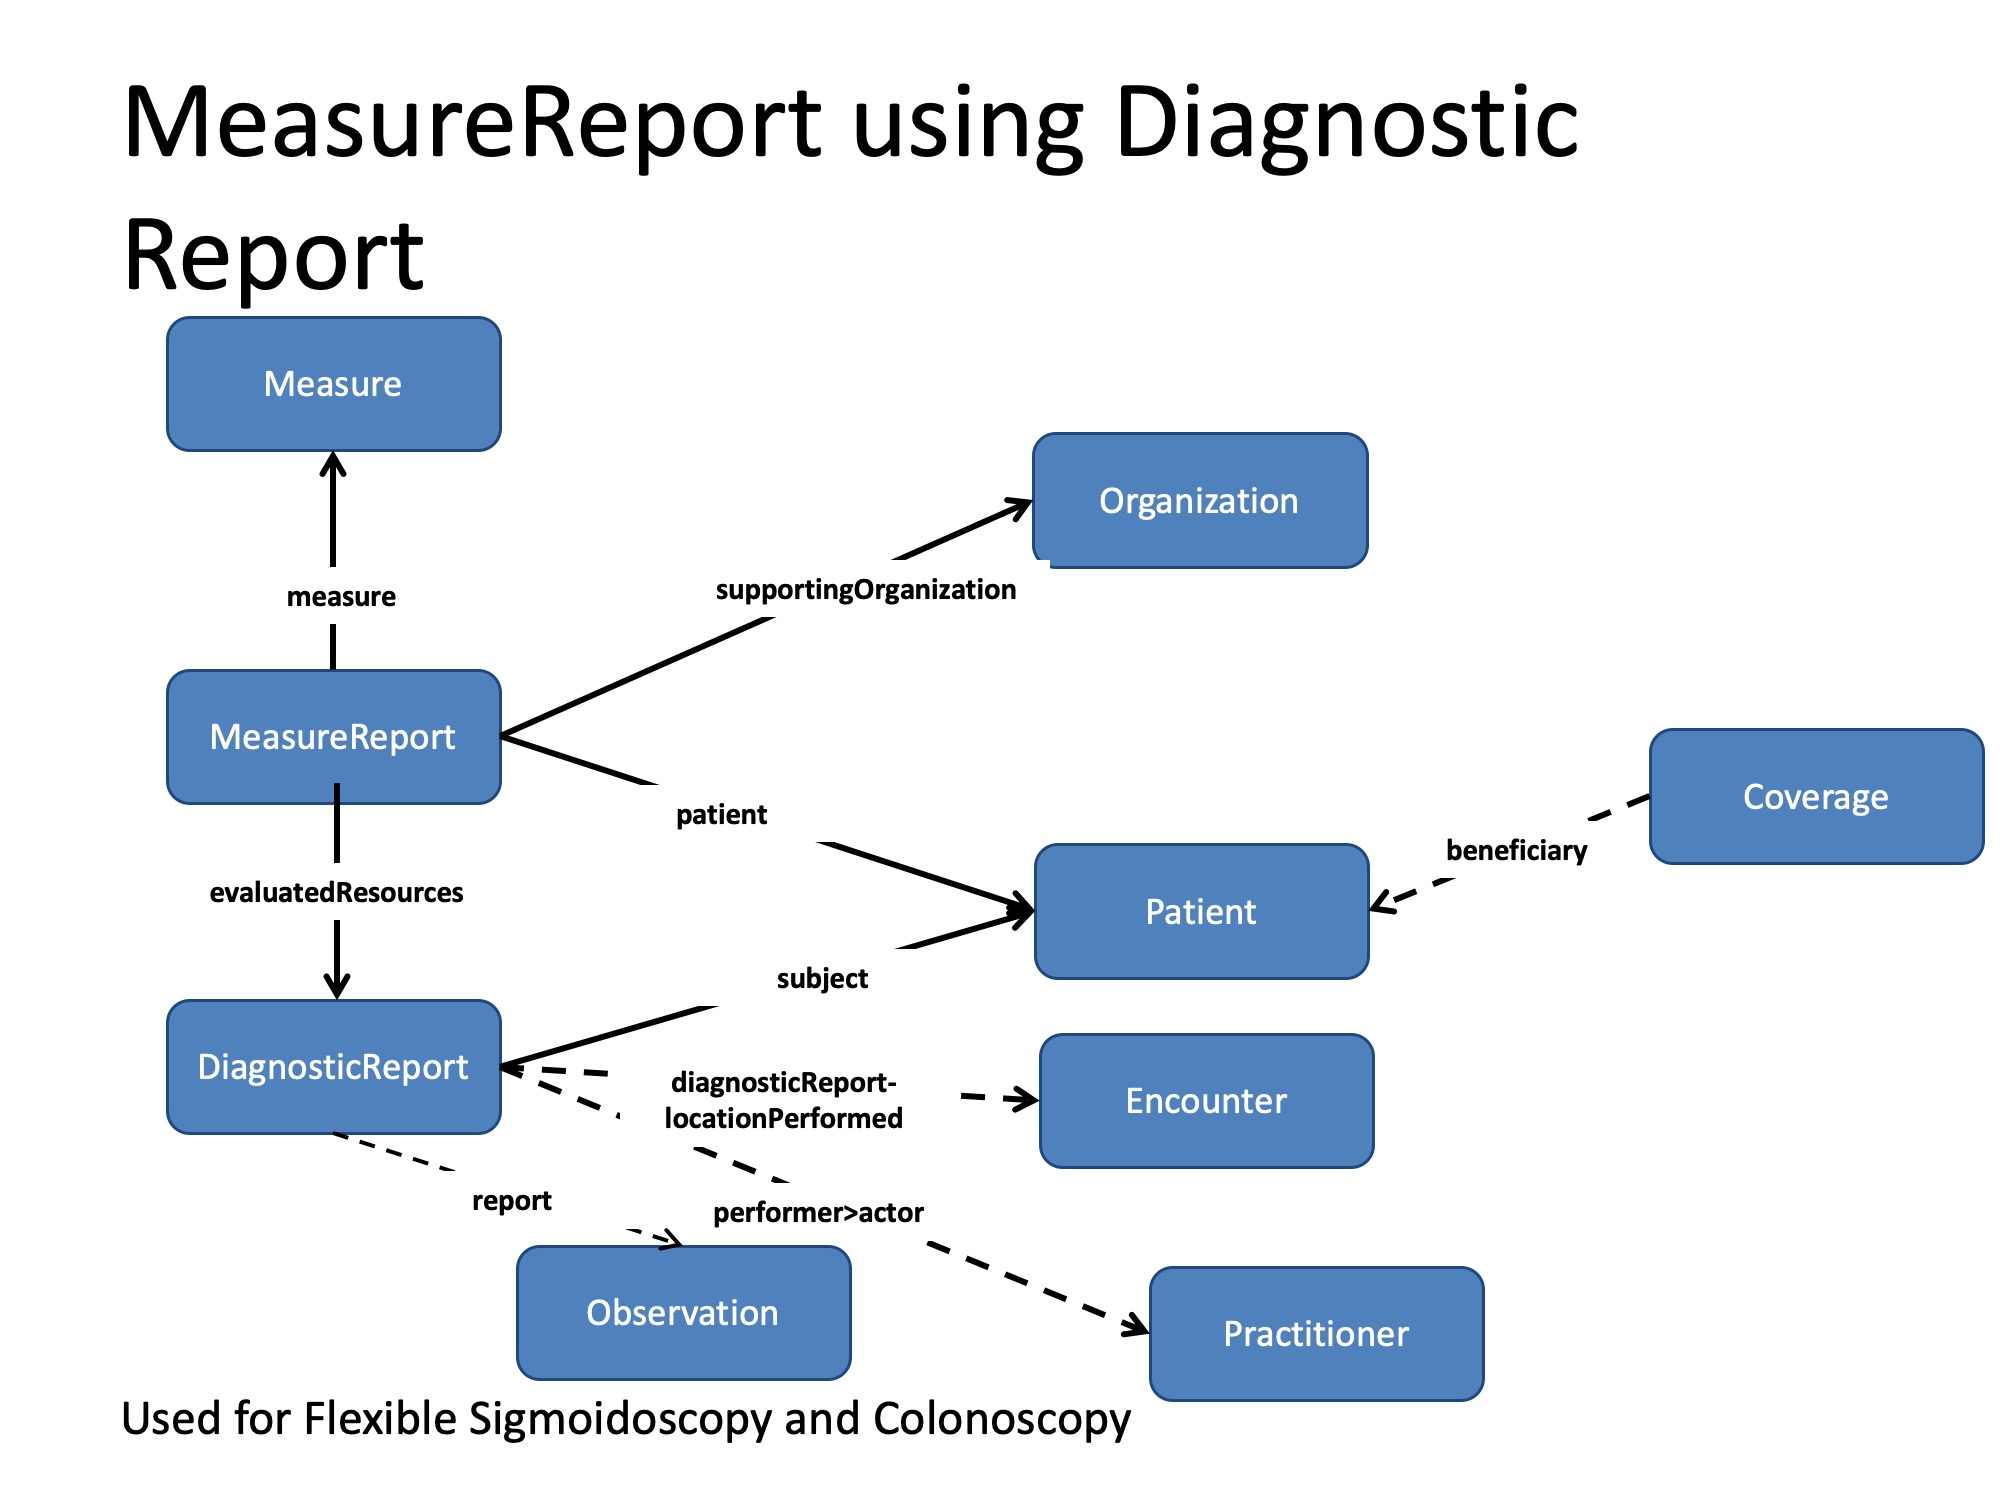 MeasureReport using Diagnostic
Report
Measure
Organization
measure
supportingOrganization
MeasureReport
Coverage
patient
beneficiary
evaluatedResources
Patient
subject
DiagnosticReport
diagnosticReport-
locationPerformed
Encounter
report
performer>actor
Observation
Practitioner
Used for Flexible Sigmoidoscopy and Colonoscopy